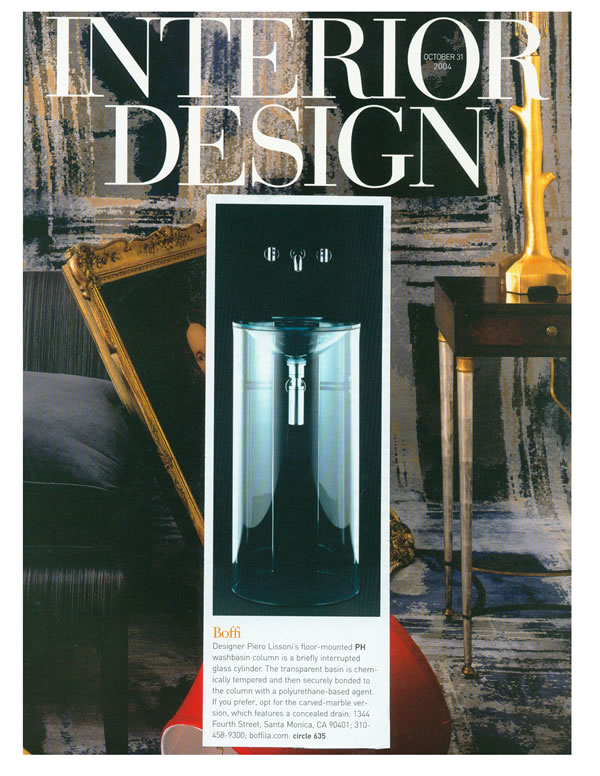 INTERIOR
OCTOBER 31
2004
DESIGN
Boffi
Designer Piero Lissoni's floor-mounted PH
washbasin column is a briefly interrupted
glass cylinder. The transparent basin is chem-
ically tempered and then securely bonded to
the column with a polyurethane-based agent.
If you prefer, opt for the carved-marble ver-
sion, which features a concealed drain. 1344
Fourth Street, Santa Monica, CA 90401; 310-
458-9300; boffila.com. circle 635